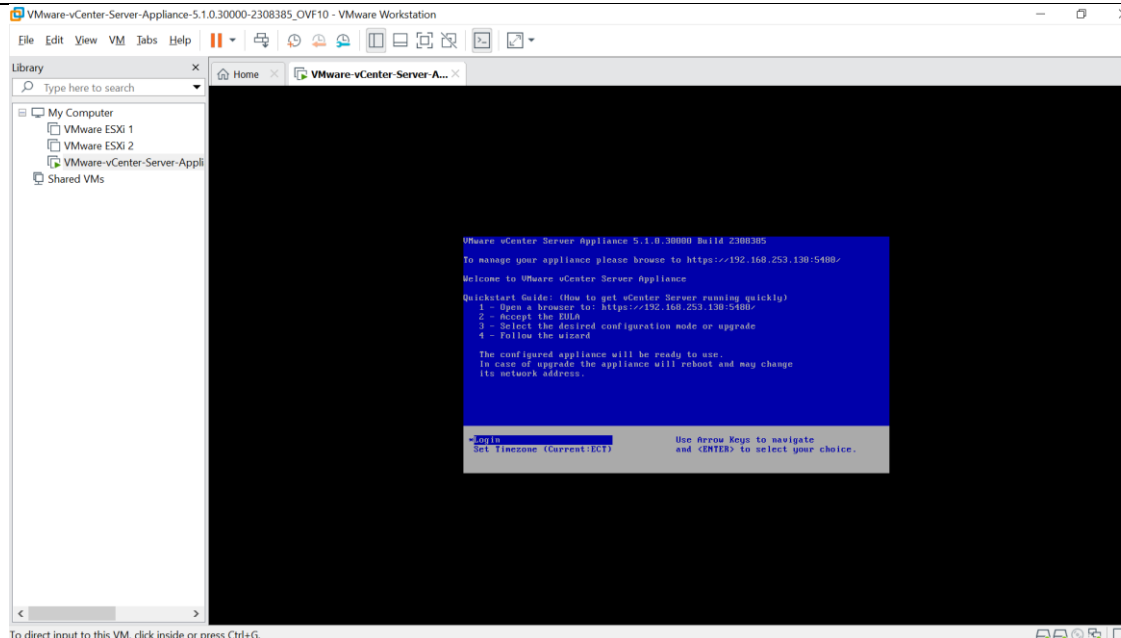 VMware-vCenter-Server-Appliance-5.1.0.30000-2308385_OVF10 - VMware Workstation
File Edit View VM Tabs Help
Library
Home
VMware-vCenter-Server-A...
Type here to search
My Computer
VMware ESXi 1
VMware ESXi 2
VMware-vCenter-Server-Appli
Shared VMs
VMware vCenter Server Appliance 5.1.0.30000 Build 2308385
To manage your appliance please browse to https://192.168.253.130:5480/
Welcome to VMware vCenter Server Appliance
Quickstart Guide: (How to get vCenter Server running quickly)
1 - Open a browser to: https://192.168.253.130:5480/
2 - Accept the EULA
3 - Select the desired configuration mode or upgrade
4 - Follow the wizard
The configured appliance will be ready to use.
In case of upgrade the appliance will reboot and may change
its network address.
Login
Set Timezone (Current:ECT)
Use Arrow Keys to navigate
and <ENTER> to select your choice.
To direct input to this VM, click inside or press Ctrl+G.